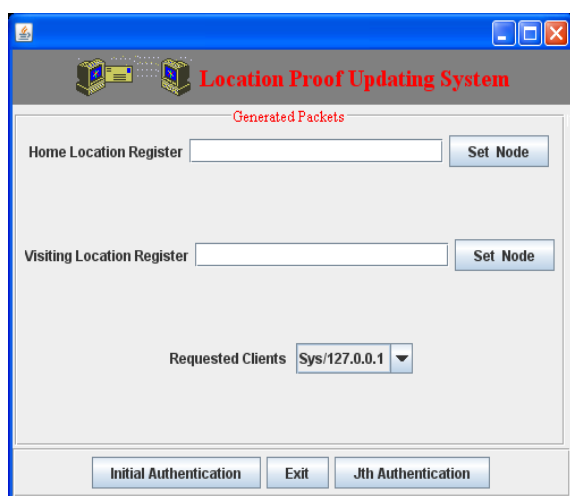 Location Proof Updating System
Generated Packets
Home Location Register Set Node
Visiting Location Register Set Node
Requested Clients Sys/127.0.0.1
Initial Authentication Exit Jth Authentication